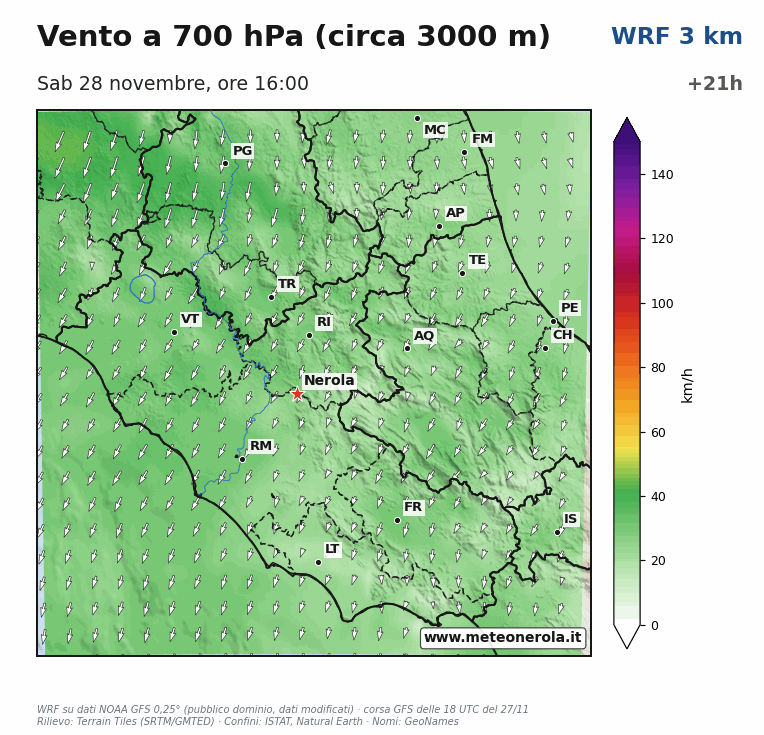 Vento a 700 hPa (circa 3000 m)
WRF 3 km
Sab 28 novembre, ore 16:00
+21h
MC
FM
PG
AP
TE
TR
PE
VT
RI
CH
AQ
Nerola
RM
FR
IS
LT
www.meteonerola.it
140
120
100
80
60
40
20
0
km/h
WRF su dati NOAA GFS 0,25° (pubblico dominio, dati modificati) · corsa GFS delle 18 UTC del 27/11
Rilievo: Terrain Tiles (SRTM/GMTED) · Confini: ISTAT, Natural Earth · Nomi: GeoNames